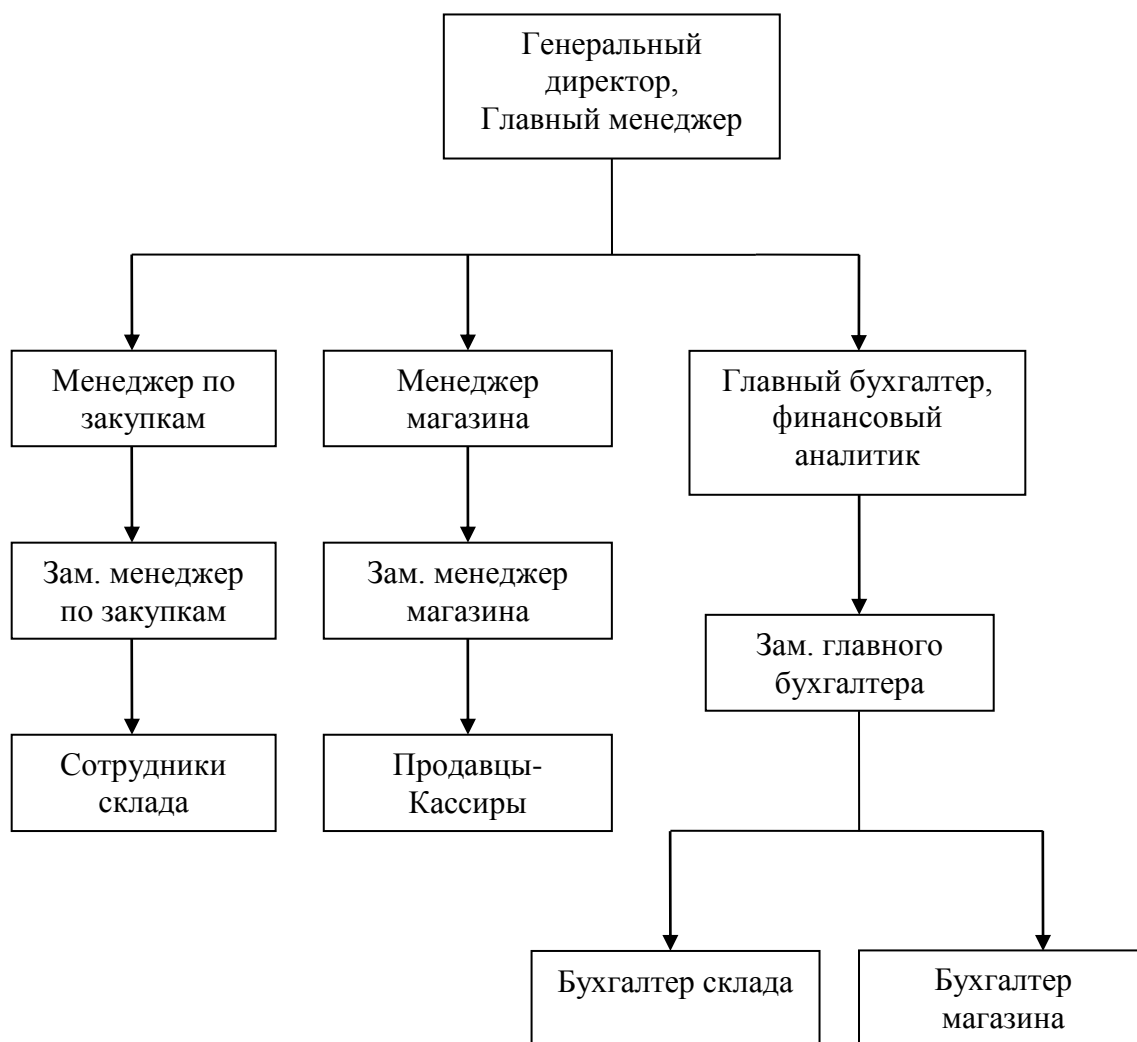 Генеральный
директор,
Главный менеджер
Менеджер по
закупкам
Менеджер
магазина
Главный бухгалтер,
финансовый
аналитик
Зам. менеджер
по закупкам
Зам. менеджер
магазина
Зам. главного
бухгалтера
Сотрудники
склада
Продавцы-
Кассиры
Бухгалтер склада
Бухгалтер
магазина